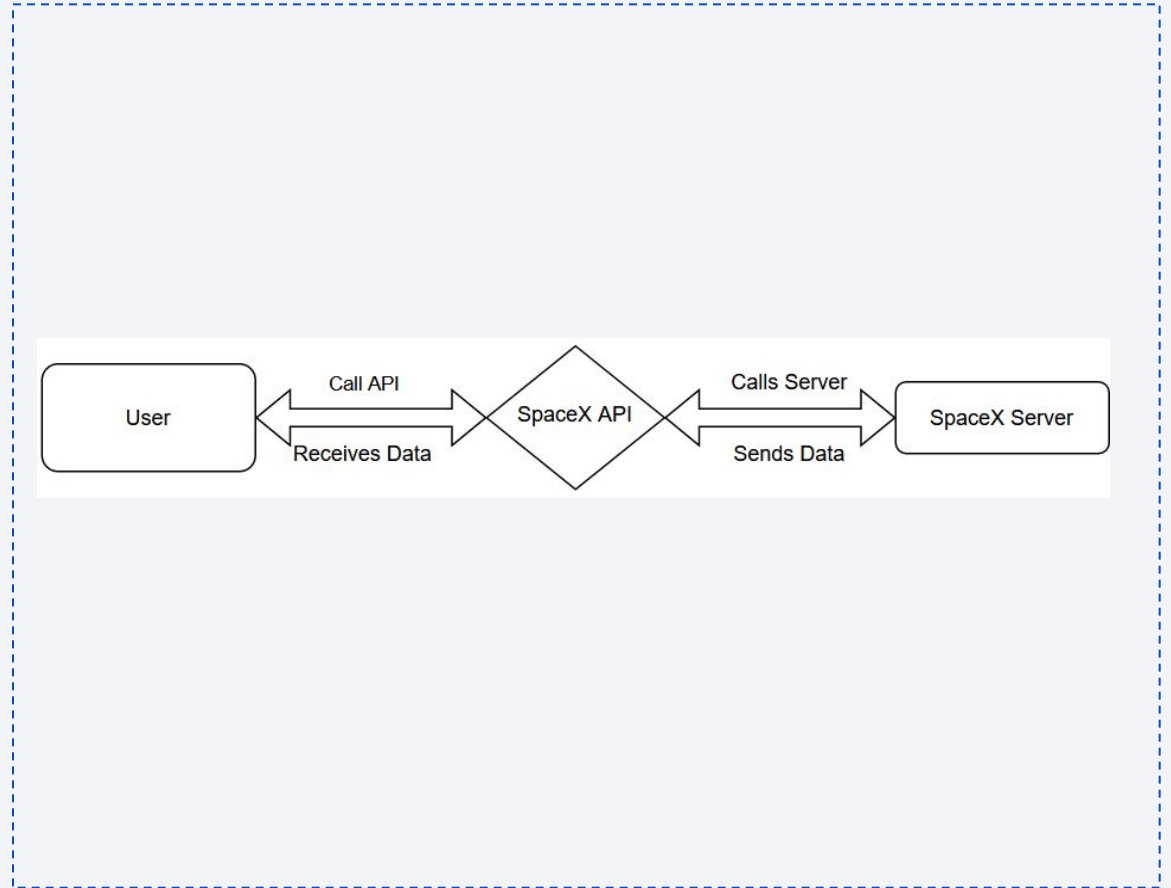 User
Call API
Receives Data
SpaceX API
Calls Server
Sends Data
SpaceX Server